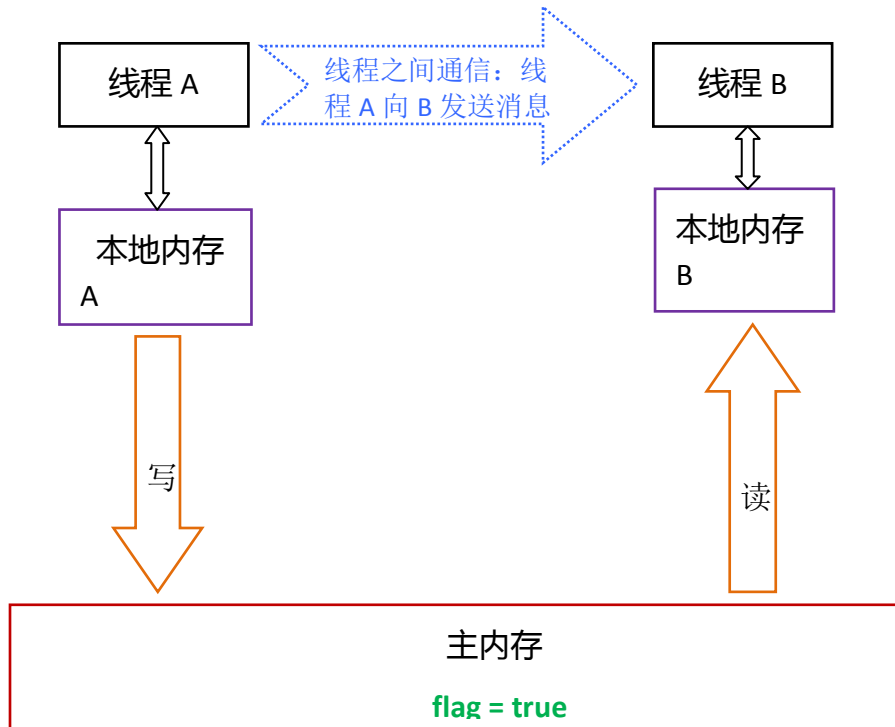 线程 A
线程之间通信：线
程 A 向 B 发送消息
线程 B
本地内存
A
本地内存
B
写
读
主内存
flag = true